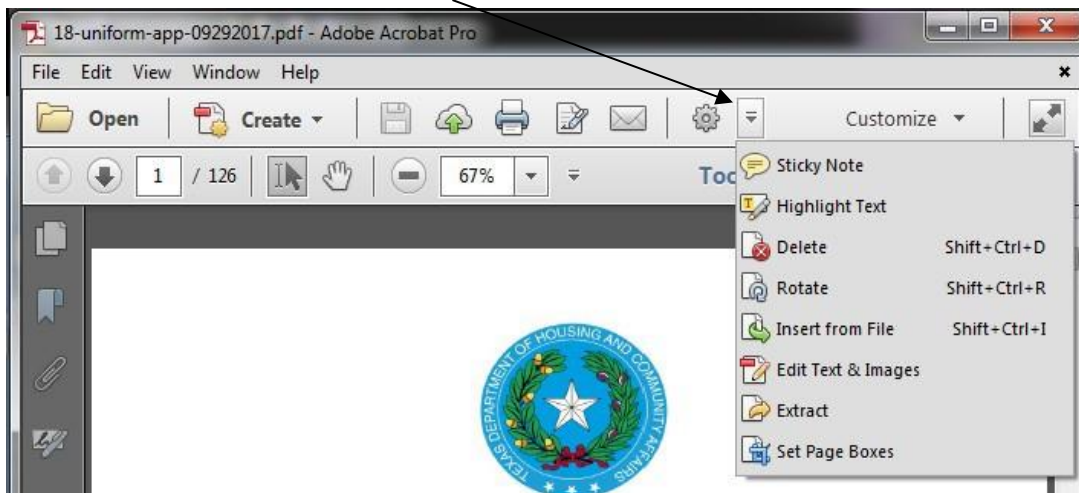 18-uniform-app-09292017.pdf - Adobe Acrobat Pro
File Edit View Window Help
Open Create Customize
1 / 126 67% Too
Sticky Note
Highlight Text
Delete Shift+Ctrl+D
Rotate Shift+Ctrl+R
Insert from File Shift+Ctrl+I
Edit Text & Images
Extract
Set Page Boxes
TEXAS DEPARTMENT OF HOUSING AND COMMUNITY AFFAIRS